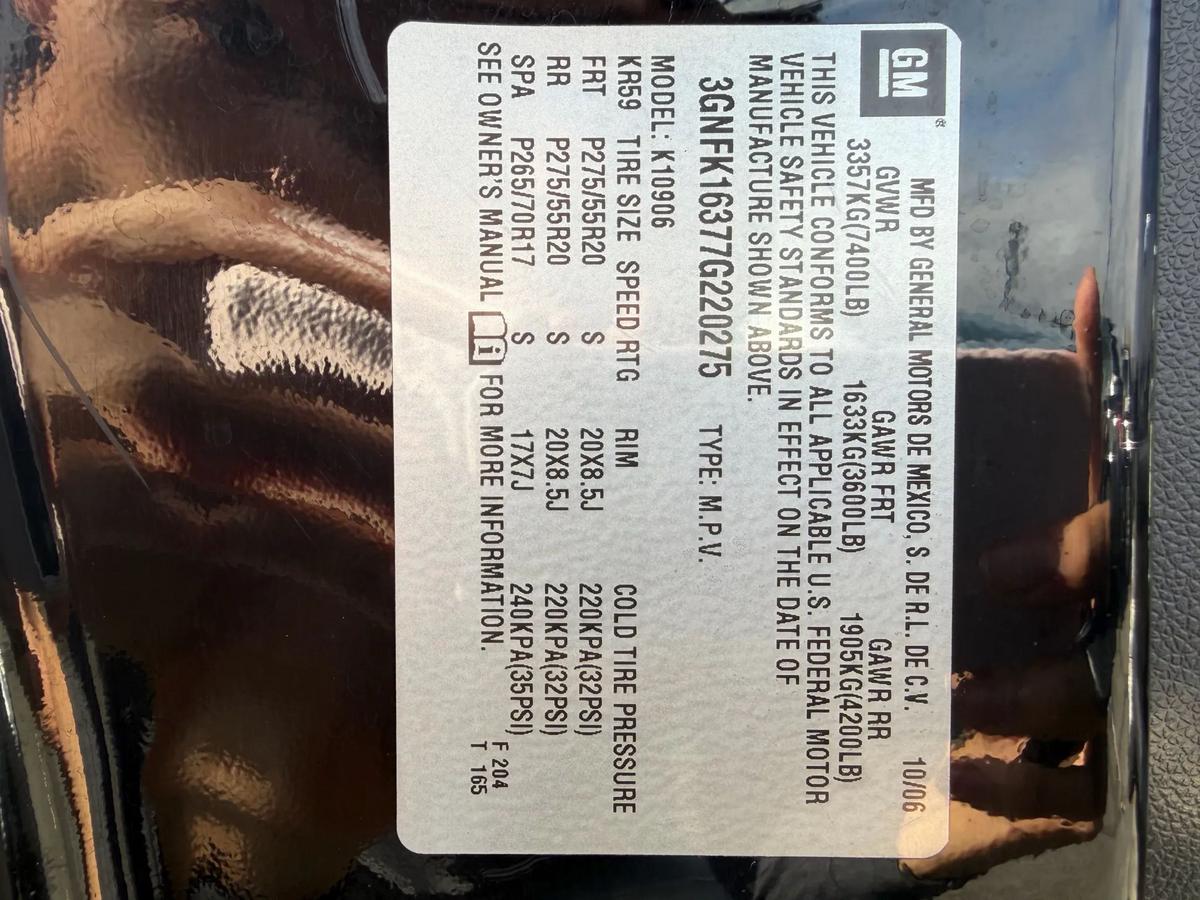 GM®
MFD BY GENERAL MOTORS DE MEXICO, S. DE R.L. DE C.V. 10/06
GVWR GAWR FRT GAWR RR
3357KG(7400LB) 1633KG(3600LB) 1905KG(4200LB)
THIS VEHICLE CONFORMS TO ALL APPLICABLE U.S. FEDERAL MOTOR
VEHICLE SAFETY STANDARDS IN EFFECT ON THE DATE OF
MANUFACTURE SHOWN ABOVE.
3GNFK16377G220275 TYPE: M.P.V.
MODEL: K10906
KR59 TIRE SIZE SPEED RTG RIM COLD TIRE PRESSURE
FRT P275/55R20 S 20X8.5J 220KPA(32PSI)
RR P275/55R20 S 20X8.5J 220KPA(32PSI)
SPA P265/70R17 S 17X7J 240KPA(35PSI)
SEE OWNER'S MANUAL i FOR MORE INFORMATION.
F 204
T 165